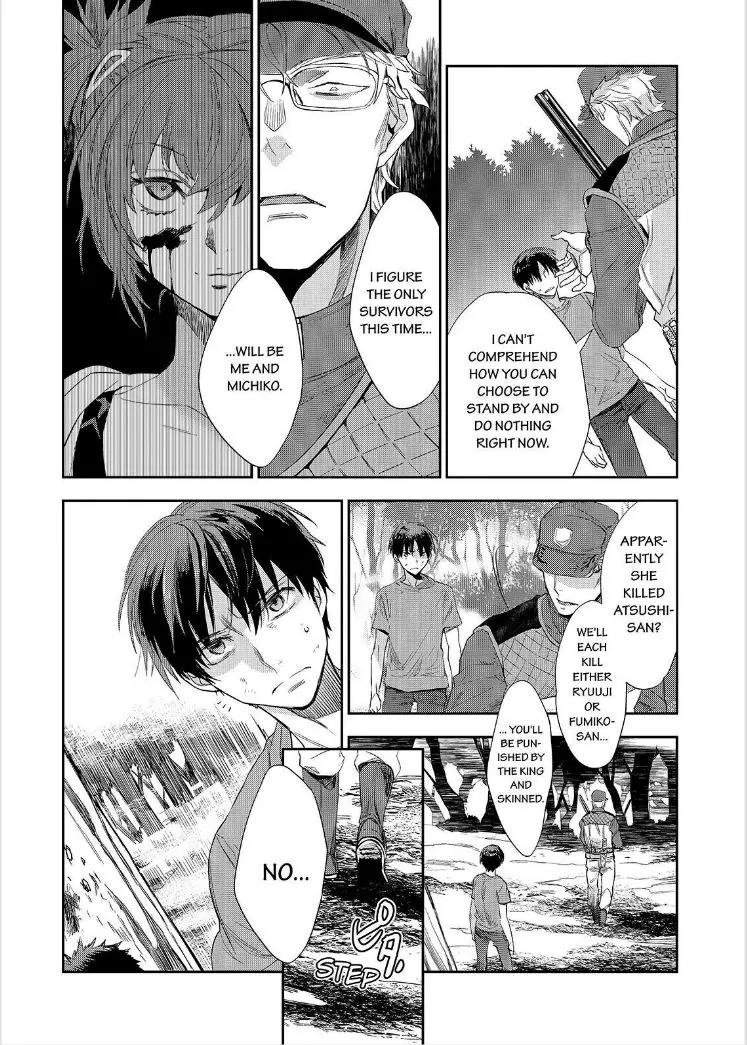 I CAN'T
COMPREHEND
HOW YOU CAN
CHOOSE TO
STAND BY AND
DO NOTHING
RIGHT NOW.
I FIGURE
THE ONLY
SURVIVORS
THIS TIME...
...WILL BE
ME AND
MICHIKO.
APPAR-
ENTLY
SHE
KILLED
ATSUSHI-
SAN?
WE'LL
EACH
KILL
EITHER
RYUUJI
OR
FUMIKO-
SAN...
... YOU'LL
BE PUN-
ISHED BY
THE KING
AND
SKINNED.
NO...
STEP